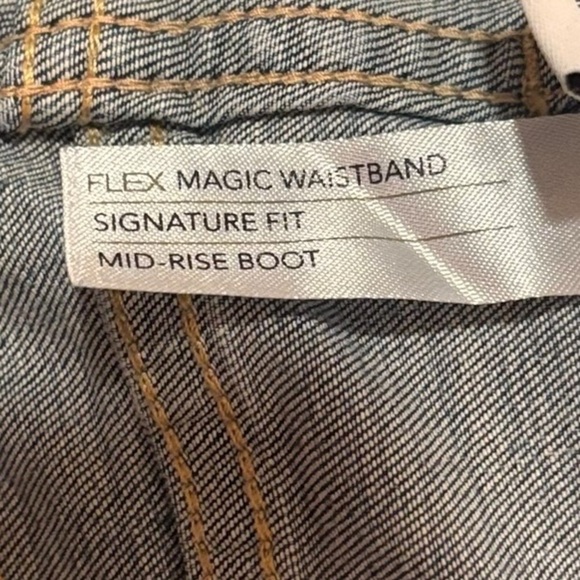 FLEX MAGIC WAISTBAND
SIGNATURE FIT
MID-RISE BOOT